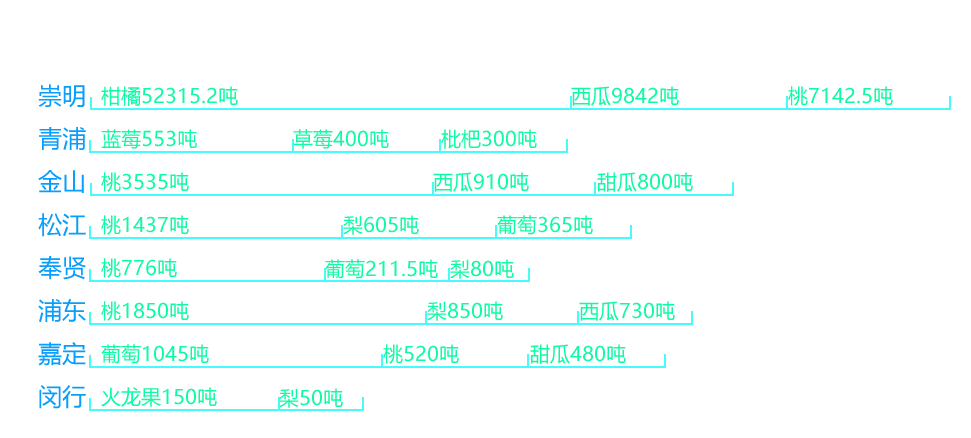 崇明 柑橘52315.2吨 西瓜9842吨 桃7142.5吨
青浦 蓝莓553吨 草莓400吨 枇杷300吨
金山 桃3535吨 西瓜910吨 甜瓜800吨
松江 桃1437吨 梨605吨 葡萄365吨
奉贤 桃776吨 葡萄211.5吨 梨80吨
浦东 桃1850吨 梨850吨 西瓜730吨
嘉定 葡萄1045吨 桃520吨 甜瓜480吨
闵行 火龙果150吨 梨50吨